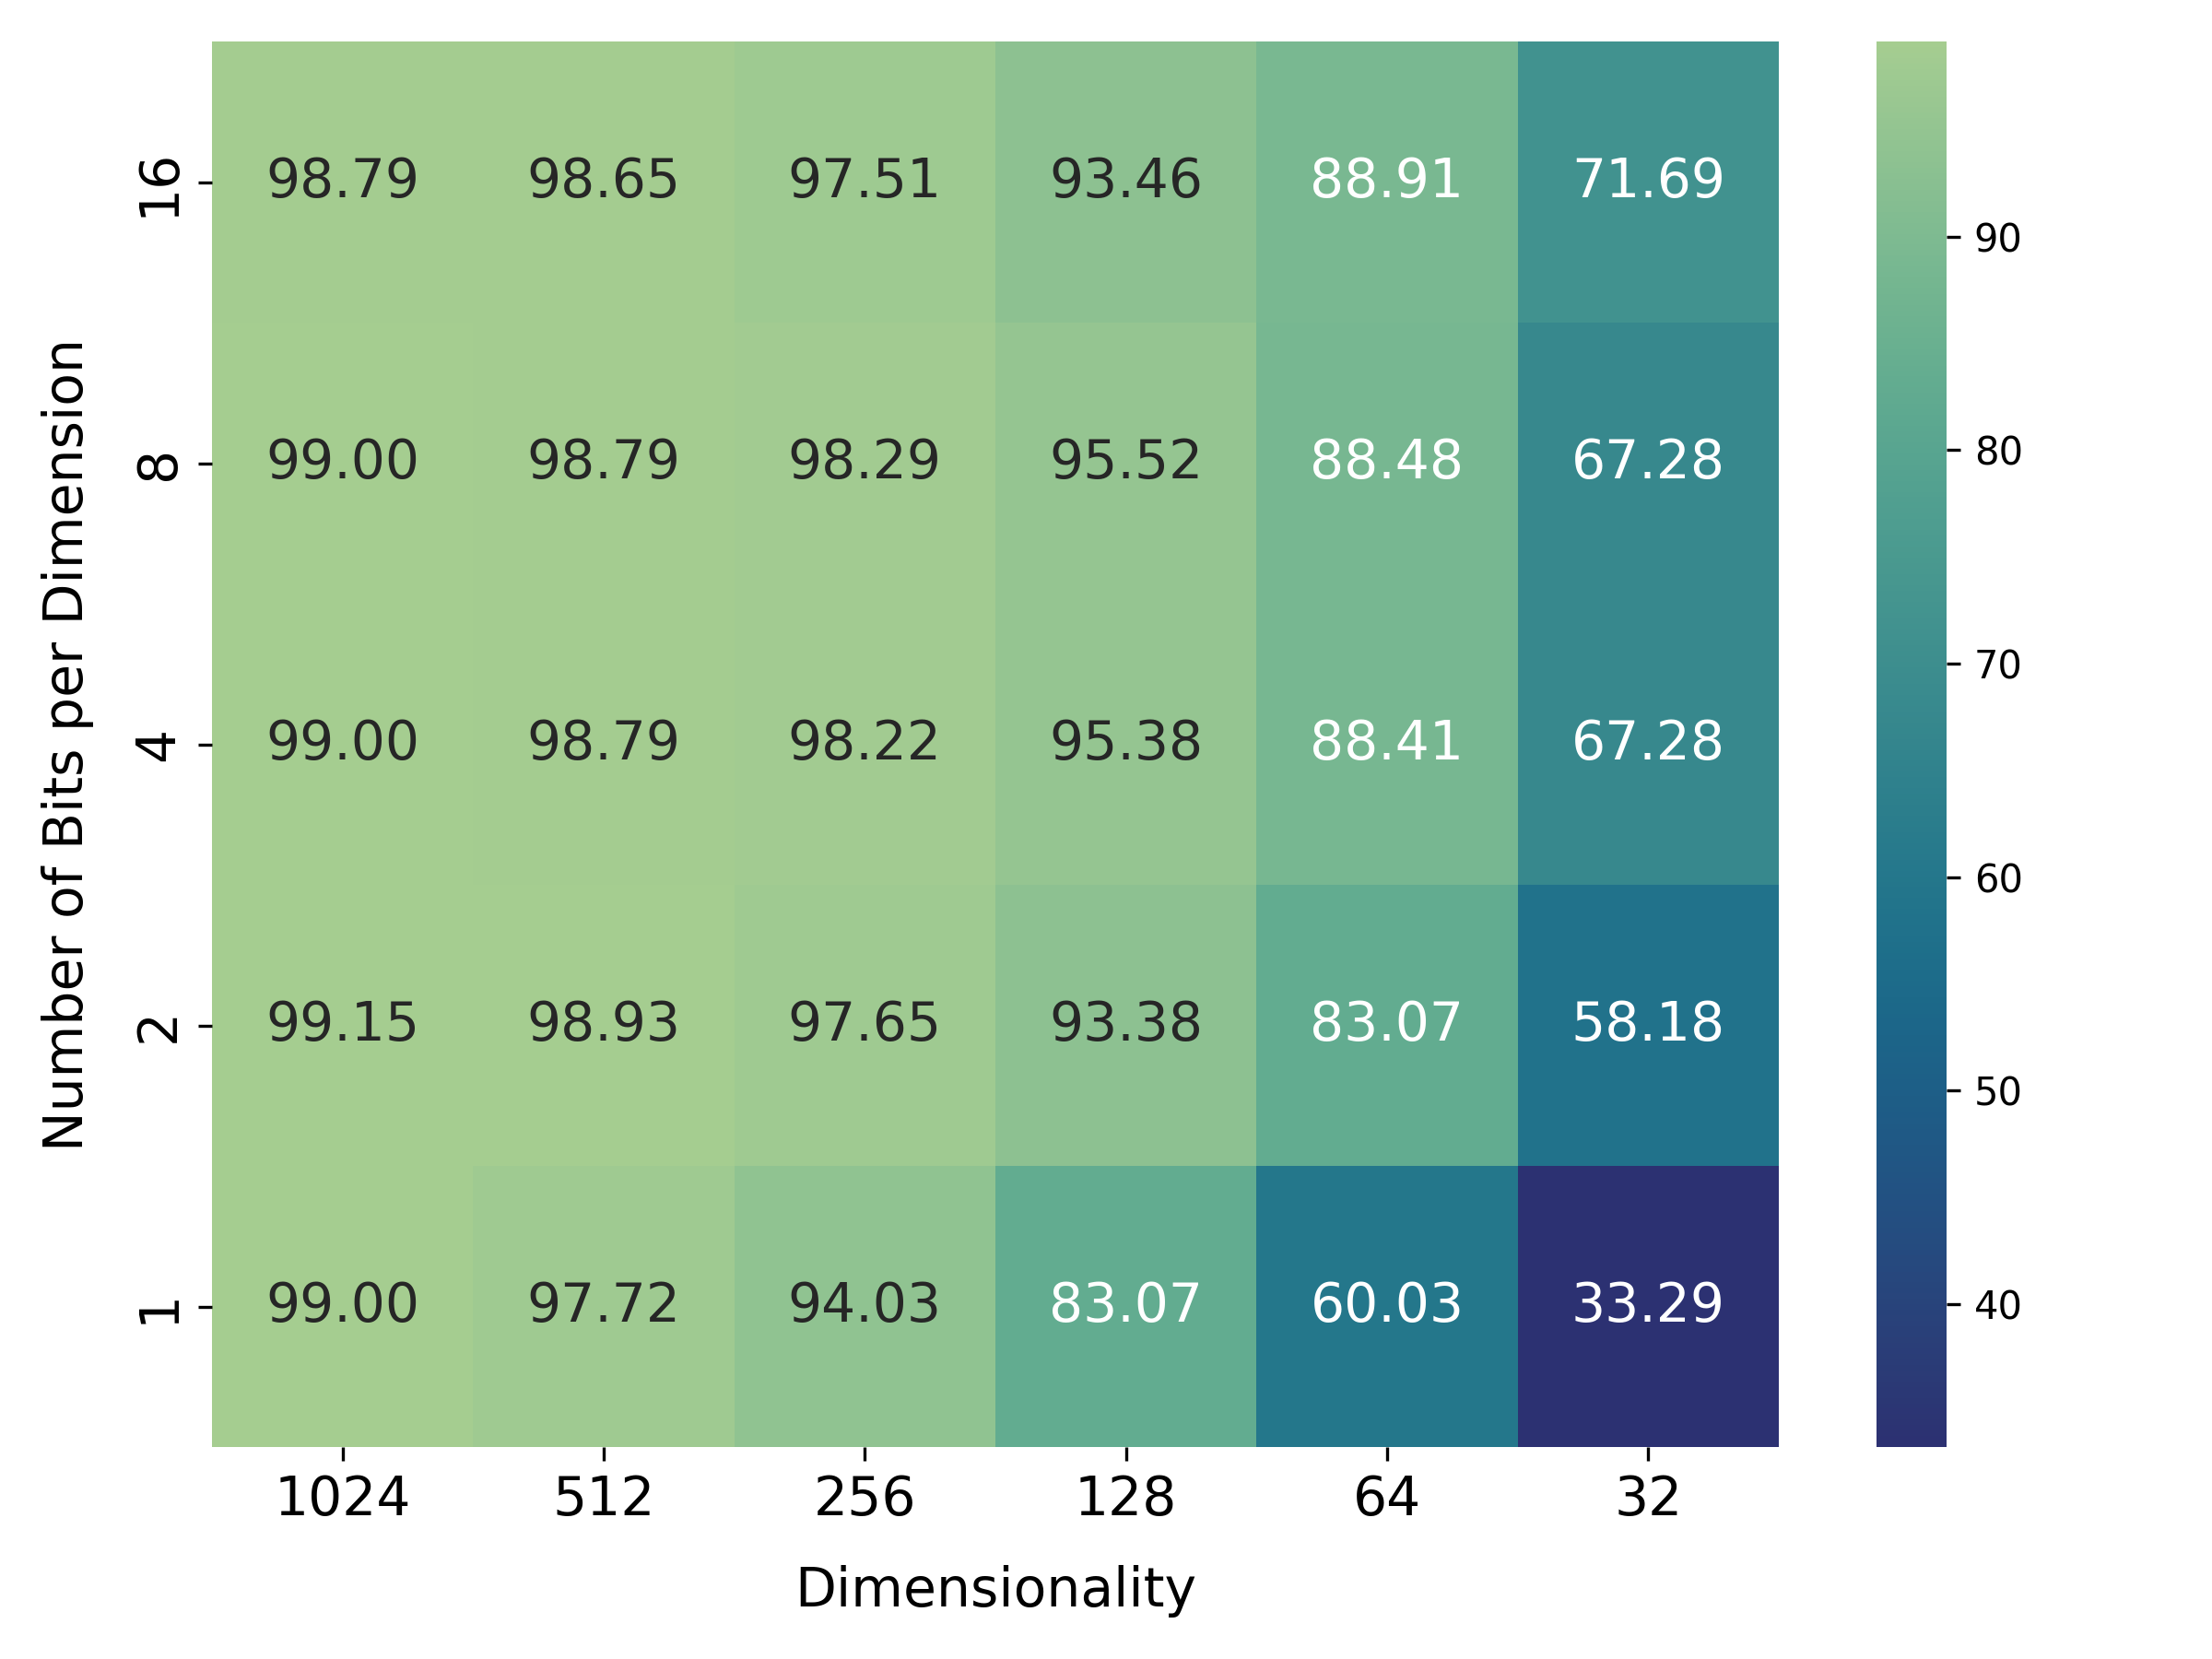 Number of Bits per Dimension
16 98.79 98.65 97.51 93.46 88.91 71.69
8 99.00 98.79 98.29 95.52 88.48 67.28
4 99.00 98.79 98.22 95.38 88.41 67.28
2 99.15 98.93 97.65 93.38 83.07 58.18
1 99.00 97.72 94.03 83.07 60.03 33.29
1024 512 256 128 64 32
Dimensionality
90
80
70
60
50
40